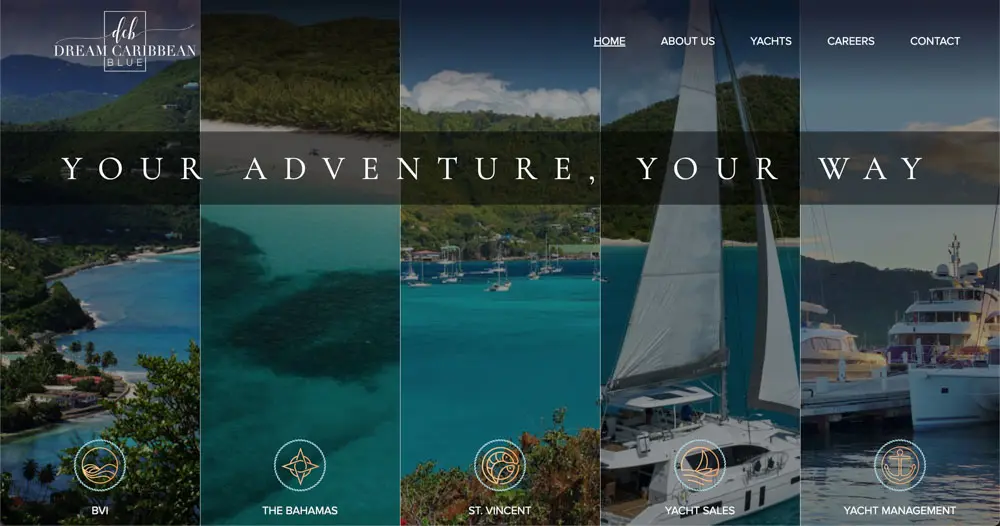 dcb
DREAM CARIBBEAN
BLUE
HOME ABOUT US YACHTS CAREERS CONTACT
YOUR ADVENTURE, YOUR WAY
BVI THE BAHAMAS ST. VINCENT YACHT SALES YACHT MANAGEMENT